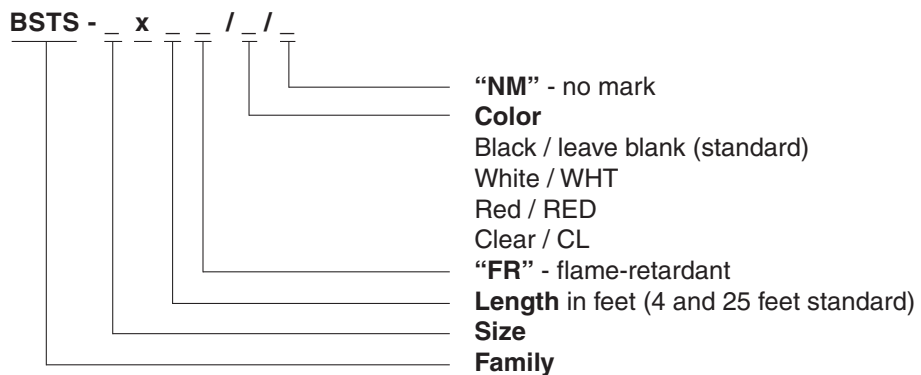 BSTS - _ x _ _ / _ / _
“NM” - no mark
Color
Black / leave blank (standard)
White / WHT
Red / RED
Clear / CL
“FR” - flame-retardant
Length in feet (4 and 25 feet standard)
Size
Family